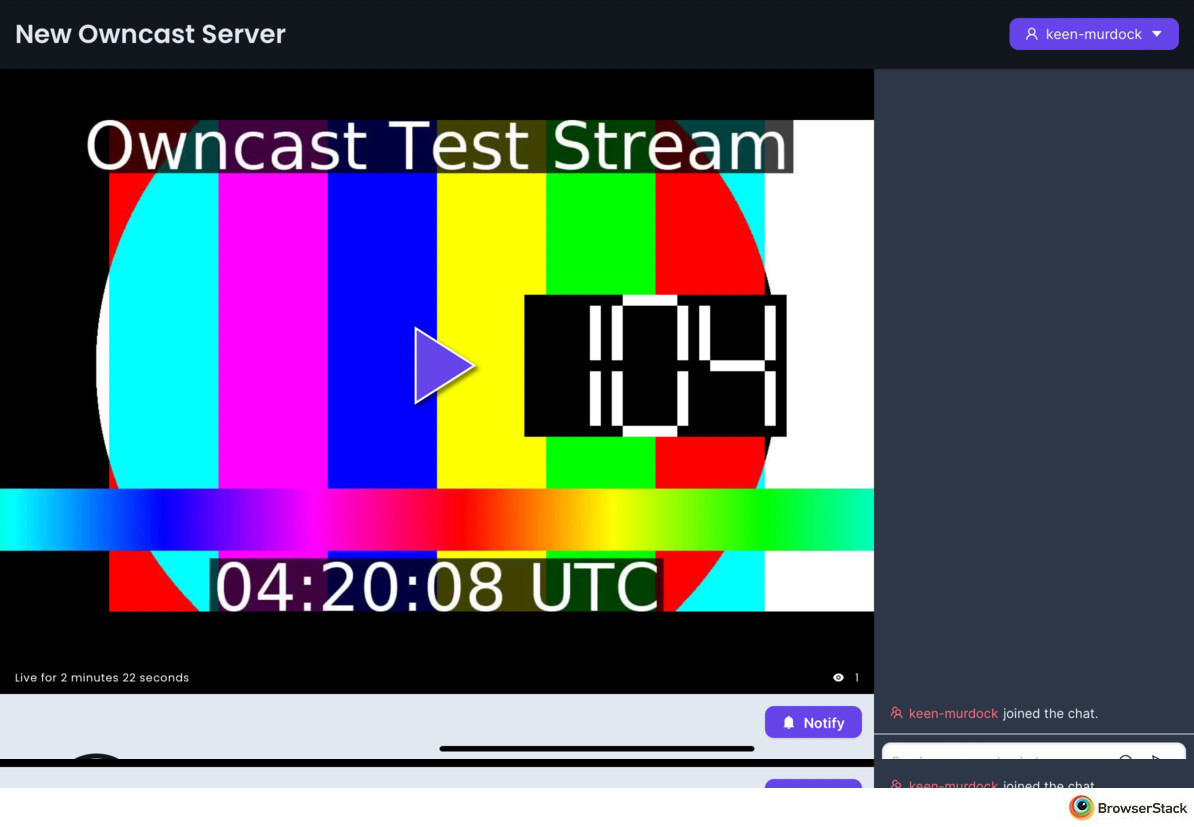 New Owncast Server
keen-murdock
Owncast Test Stream
104
04:20:08 UTC
Live for 2 minutes 22 seconds
1
Notify
keen-murdock joined the chat.
keen-murdock joined the chat.
BrowserStack